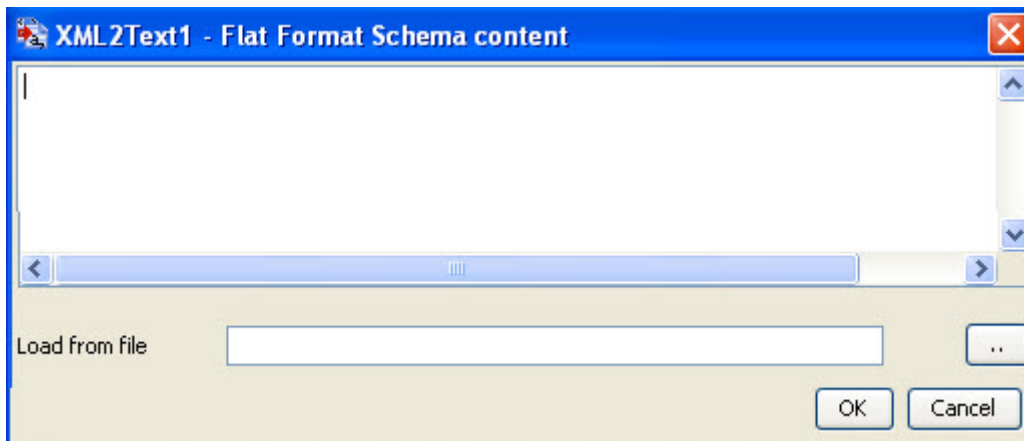 XML2Text1 - Flat Format Schema content
Load from file
..
OK
Cancel